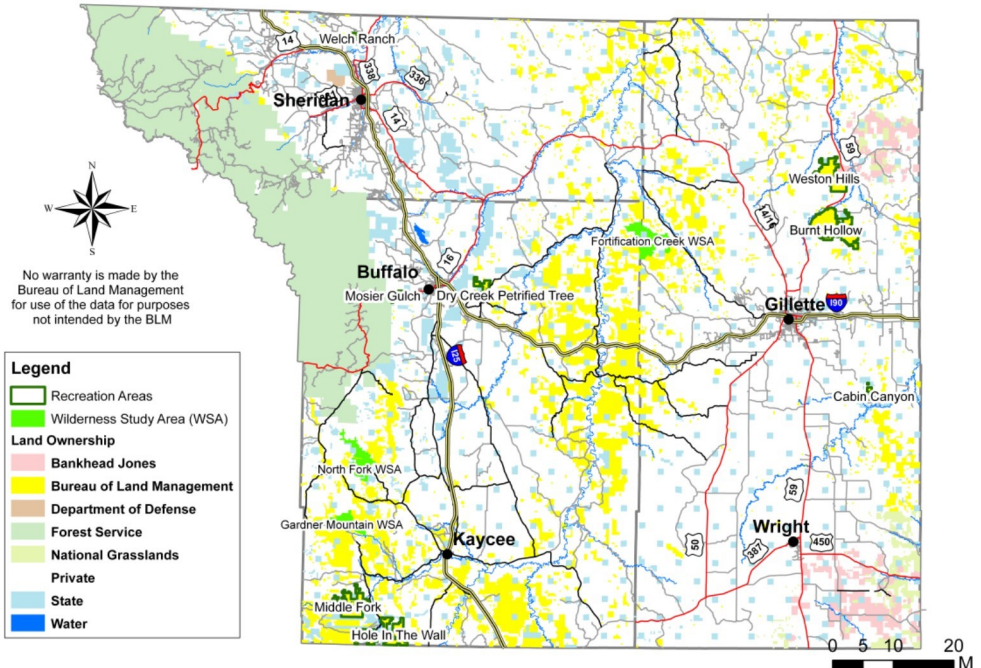 14
Welch Ranch
338
336
Sheridan
14
59
Weston Hills
14/16
Burnt Hollow
Fortification Creek WSA
16
Buffalo
Mosier Gulch
Dry Creek Petrified Tree
Gillette
I90
I25
Cabin Canyon
North Fork WSA
Gardner Mountain WSA
Kaycee
59
50
Wright
387
450
Middle Fork
Hole In The Wall
N
W
E
S
No warranty is made by the
Bureau of Land Management
for use of the data for purposes
not intended by the BLM
Legend
Recreation Areas
Wilderness Study Area (WSA)
Land Ownership
Bankhead Jones
Bureau of Land Management
Department of Defense
Forest Service
National Grasslands
Private
State
Water
0 5 10 20
M